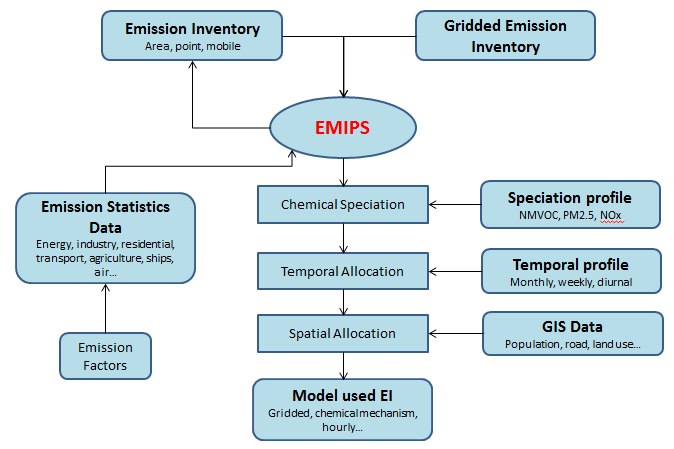 Emission Inventory
Area, point, mobile
Gridded Emission
Inventory
EMIPS
Emission Statistics
Data
Energy, industry, residential,
transport, agriculture, ships,
air...
Emission
Factors
Chemical Speciation
Speciation profile
NMVOC, PM2.5, NOx
Temporal Allocation
Temporal profile
Monthly, weekly, diurnal
Spatial Allocation
GIS Data
Population, road, land use...
Model used EI
Gridded, chemical mechanism,
hourly...